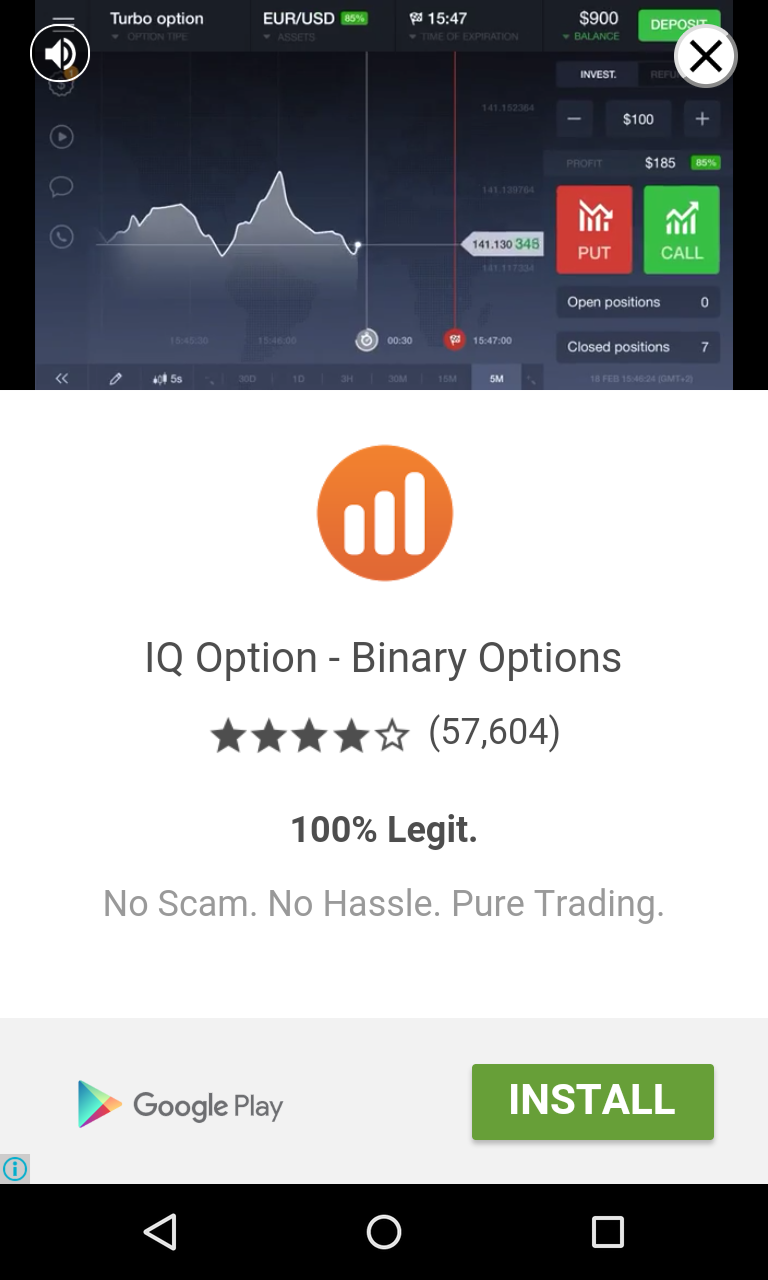 Turbo option
OPTION TIPE
EUR/USD 85%
ASSETS
15:47
TIME OF EXPIRATION
$900
BALANCE
DEPOSIT
INVEST.
141.152364
$100
PROFIT $185 85%
141.139764
PUT CALL
141.130 348
141.117334
Open positions 0
15:45:30 15:46:00 00:30 15:47:00
Closed positions 7
5s 30D 1D 3H 30M 15M 5M
18 FEB 15:46:24 (GMT+2)
IQ Option - Binary Options
(57,604)
100% Legit.
No Scam. No Hassle. Pure Trading.
Google Play
INSTALL